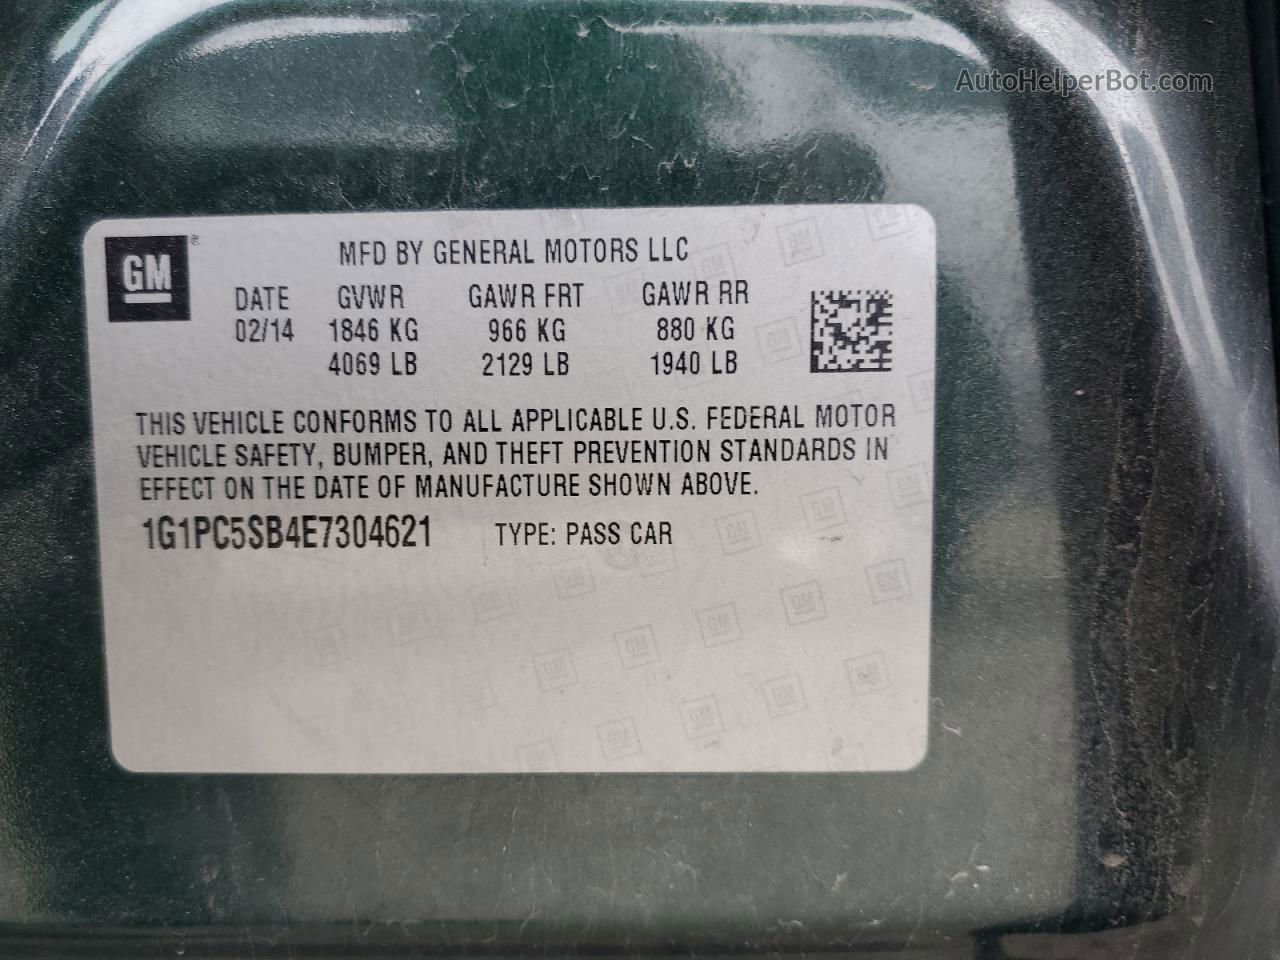 AutoHelperBot.com
GM ®
MFD BY GENERAL MOTORS LLC
DATE GVWR GAWR FRT GAWR RR
02/14 1846 KG 966 KG 880 KG
4069 LB 2129 LB 1940 LB
THIS VEHICLE CONFORMS TO ALL APPLICABLE U.S. FEDERAL MOTOR
VEHICLE SAFETY, BUMPER, AND THEFT PREVENTION STANDARDS IN
EFFECT ON THE DATE OF MANUFACTURE SHOWN ABOVE.
1G1PC5SB4E7304621 TYPE: PASS CAR